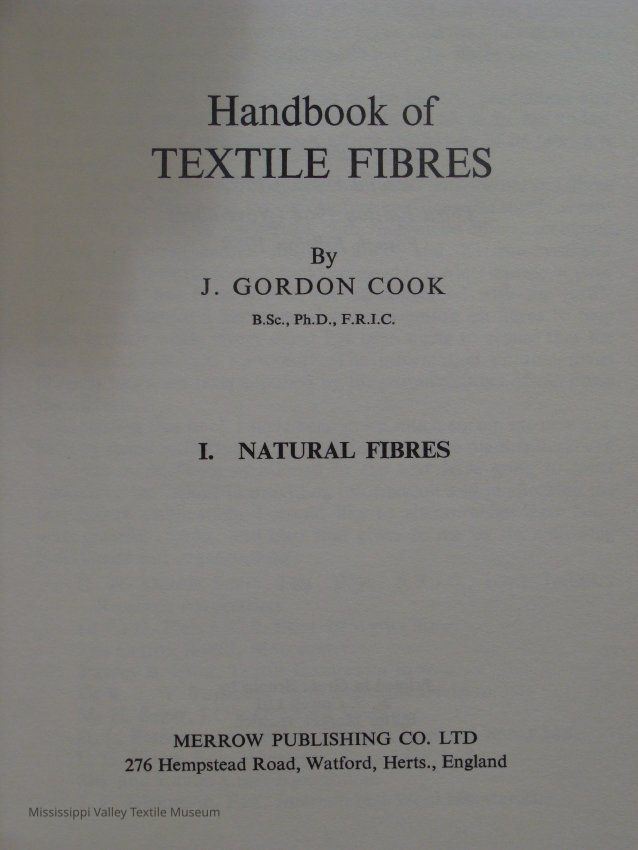 Handbook of
TEXTILE FIBRES
By
J. GORDON COOK
B.Sc., Ph.D., F.R.I.C.
I. NATURAL FIBRES
MERROW PUBLISHING CO. LTD
276 Hempstead Road, Watford, Herts., England
Mississippi Valley Textile Museum